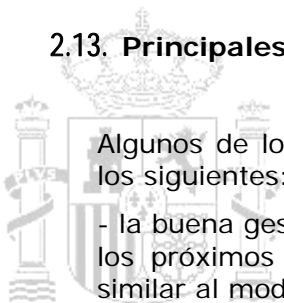 2.13. Principales
Algunos de lo
los siguientes:
- la buena ges
los próximos
similar al mod